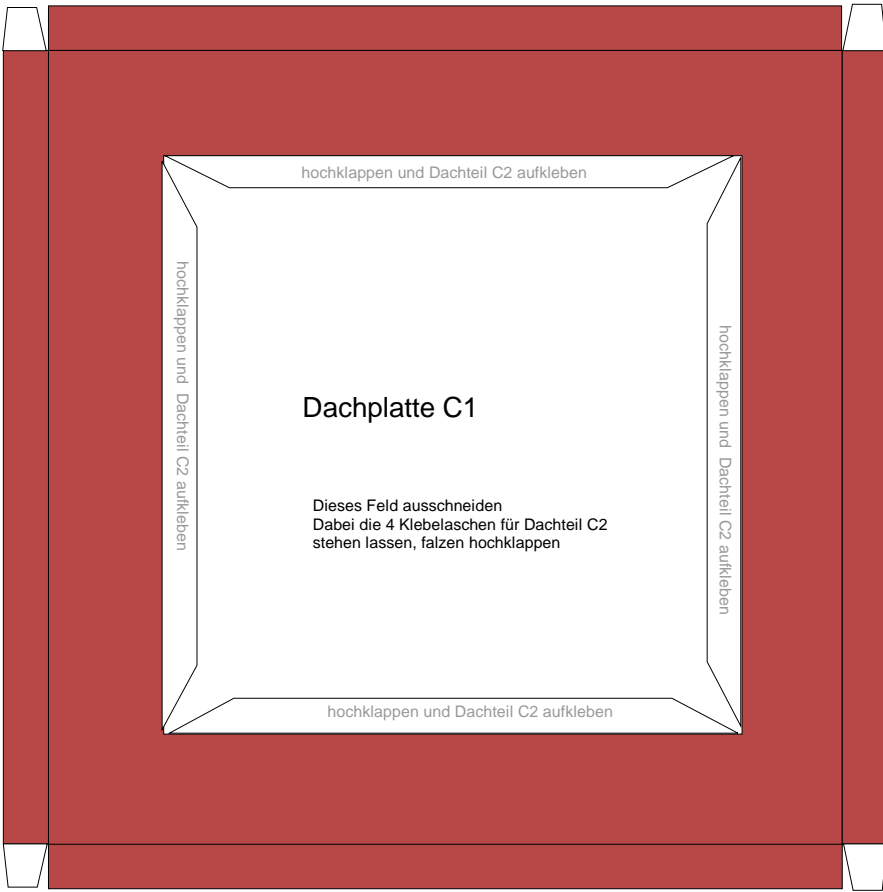 hochklappen und Dachteil C2 aufkleben
hochklappen und  Dachteil C2 aufkleben
hochklappen und  Dachteil C2 aufkleben
Dachplatte C1
Dieses Feld ausschneiden
Dabei die 4 Klebelaschen für Dachteil C2
stehen lassen, falzen hochklappen
hochklappen und Dachteil C2 aufkleben